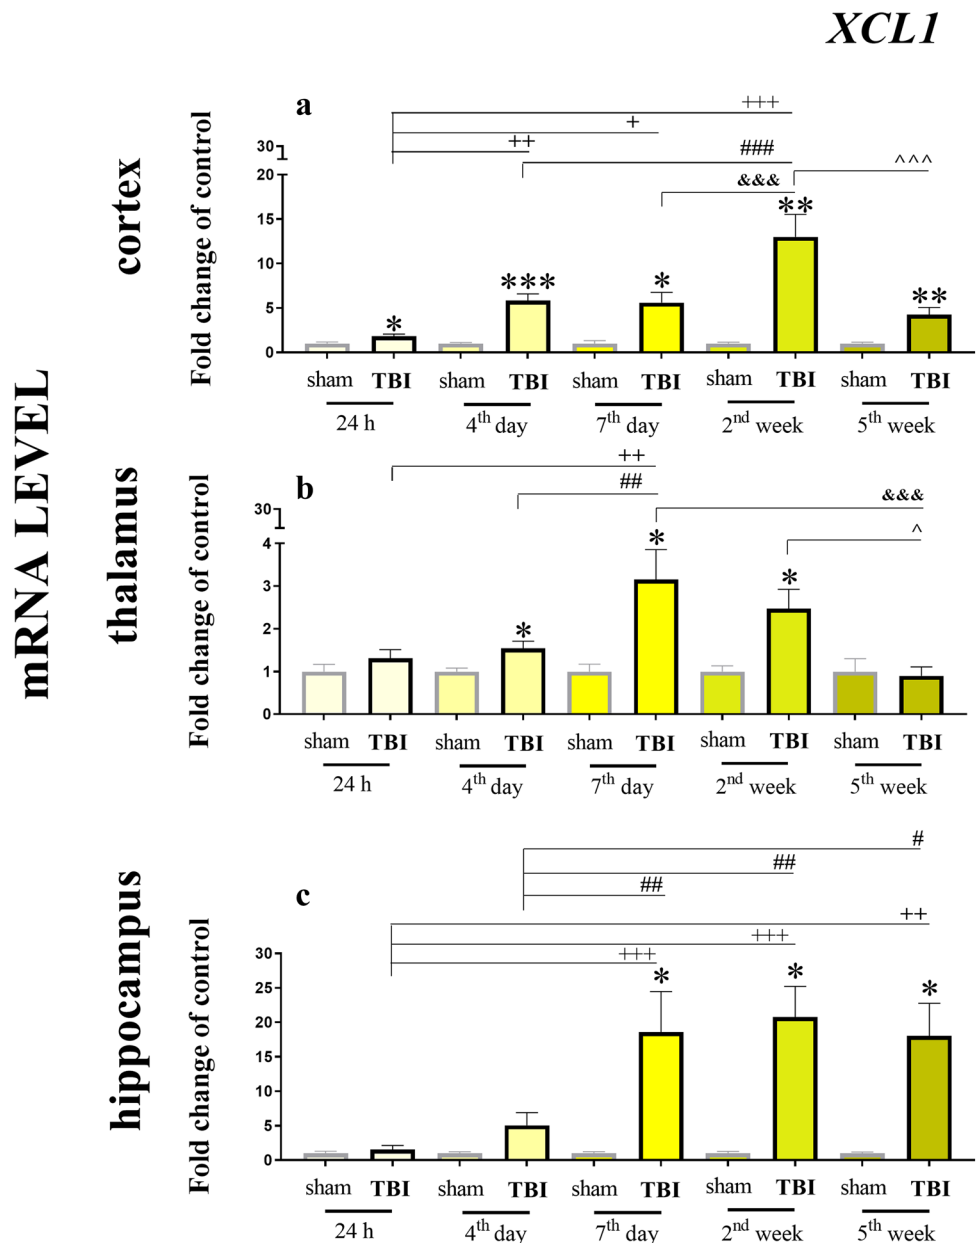 XCL1
mRNA LEVEL
cortex
Fold change of control
a
+++
+
++
###
^^^
&&&
30
20
15
10
5
0
*
***
*
**
**
sham TBI sham TBI sham TBI sham TBI sham TBI
24 h 4th day 7th day 2nd week 5th week
thalamus
Fold change of control
b
++
##
&&&
^
30
4
3
2
1
0
*
*
*
sham TBI sham TBI sham TBI sham TBI sham TBI
24 h 4th day 7th day 2nd week 5th week
hippocampus
Fold change of control
c
#
##
##
++
+++
+++
30
25
20
15
10
5
0
*
*
*
sham TBI sham TBI sham TBI sham TBI sham TBI
24 h 4th day 7th day 2nd week 5th week